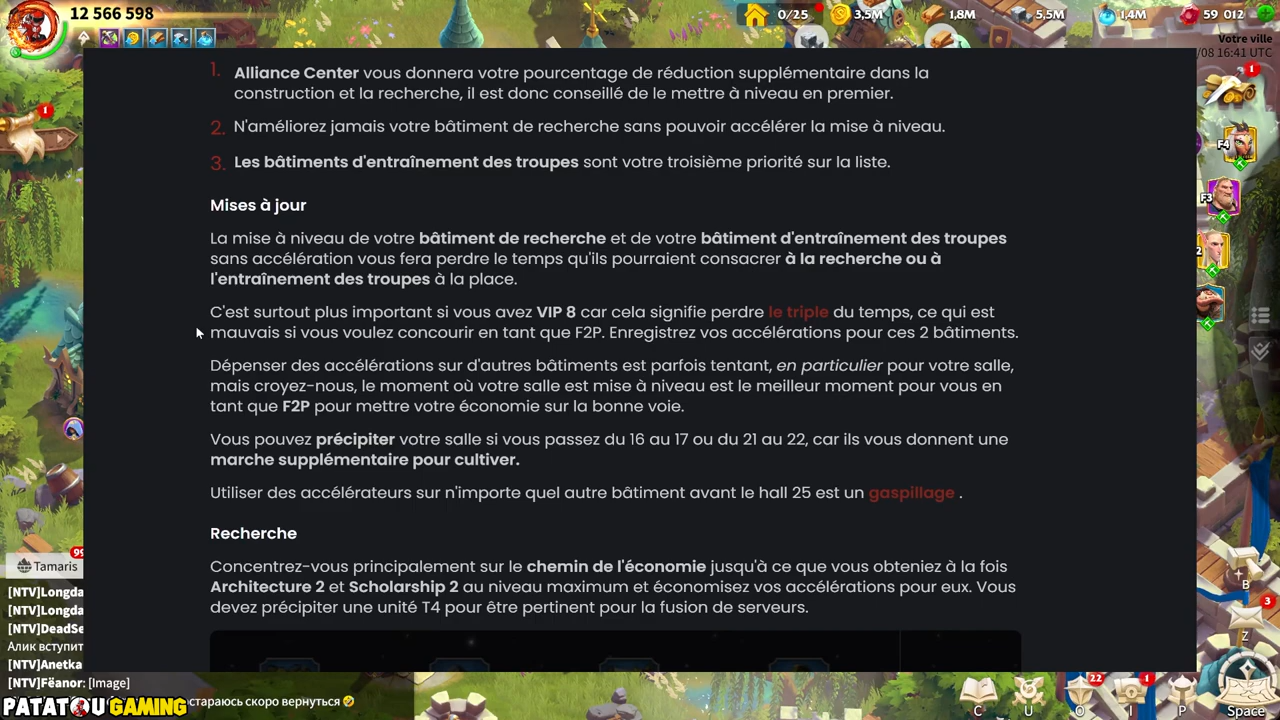 12 566 598
0/25
3,5M
1,8M
5,5M
1,4M
59 012
Votre ville
/08 16:41 UTC
1. Alliance Center vous donnera votre pourcentage de réduction supplémentaire dans la
construction et la recherche, il est donc conseillé de le mettre à niveau en premier.
2. N'améliorez jamais votre bâtiment de recherche sans pouvoir accélérer la mise à niveau.
3. Les bâtiments d'entraînement des troupes sont votre troisième priorité sur la liste.
Mises à jour
La mise à niveau de votre bâtiment de recherche et de votre bâtiment d'entraînement des troupes
sans accélération vous fera perdre le temps qu'ils pourraient consacrer à la recherche ou à
l'entraînement des troupes à la place.
C'est surtout plus important si vous avez VIP 8 car cela signifie perdre le triple du temps, ce qui est
mauvais si vous voulez concourir en tant que F2P. Enregistrez vos accélérations pour ces 2 bâtiments.
Dépenser des accélérations sur d'autres bâtiments est parfois tentant, en particulier pour votre salle,
mais croyez-nous, le moment où votre salle est mise à niveau est le meilleur moment pour vous en
tant que F2P pour mettre votre économie sur la bonne voie.
Vous pouvez précipiter votre salle si vous passez du 16 au 17 ou du 21 au 22, car ils vous donnent une
marche supplémentaire pour cultiver.
Utiliser des accélérateurs sur n'importe quel autre bâtiment avant le hall 25 est un gaspillage .
Recherche
Concentrez-vous principalement sur le chemin de l'économie jusqu'à ce que vous obteniez à la fois
Architecture 2 et Scholarship 2 au niveau maximum et économisez vos accélérations pour eux. Vous
devez précipiter une unité T4 pour être pertinent pour la fusion de serveurs.
1
1
F4
F3
2
99
Tamaris
[NTV]Longda
[NTV]Longda
[NTV]DeadSe
Алик вступит
[NTV]Anetka
[NTV]Fëanor: [Image]
стараюсь скоро вернуться
PATATOU GAMING
B
3
Z
22
1
C
U
O
I
P
Space